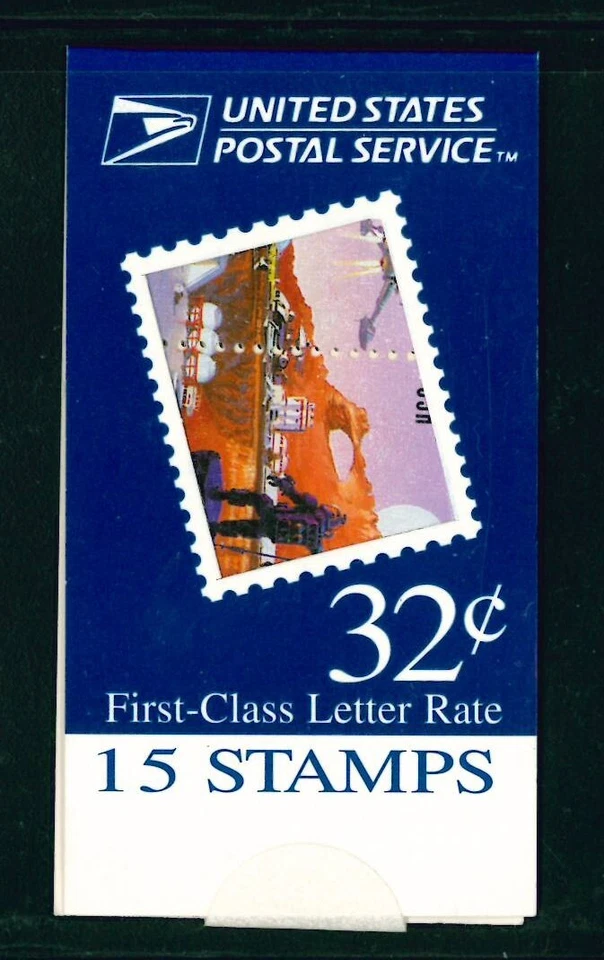 UNITED STATES
POSTAL SERVICE™
32¢
First-Class Letter Rate
15 STAMPS